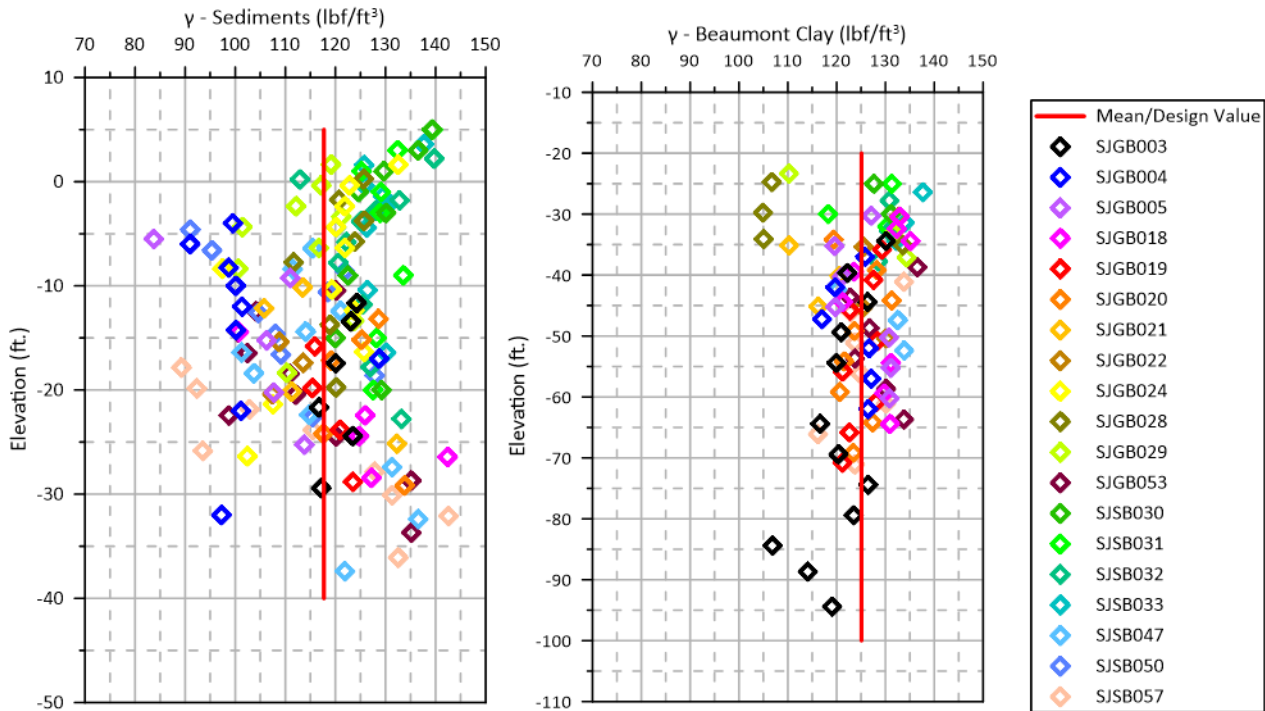 γ - Sediments (lbf/ft³)
70 80 90 100 110 120 130 140 150
10
0
-10
-20
-30
-40
-50
Elevation (ft.)
γ - Beaumont Clay (lbf/ft³)
70 80 90 100 110 120 130 140 150
-10
-20
-30
-40
-50
-60
-70
-80
-90
-100
-110
Elevation (ft.)
Mean/Design Value
SJGB003
SJGB004
SJGB005
SJGB018
SJGB019
SJGB020
SJGB021
SJGB022
SJGB024
SJGB028
SJGB029
SJGB053
SJSB030
SJSB031
SJSB032
SJSB033
SJSB047
SJSB050
SJSB057